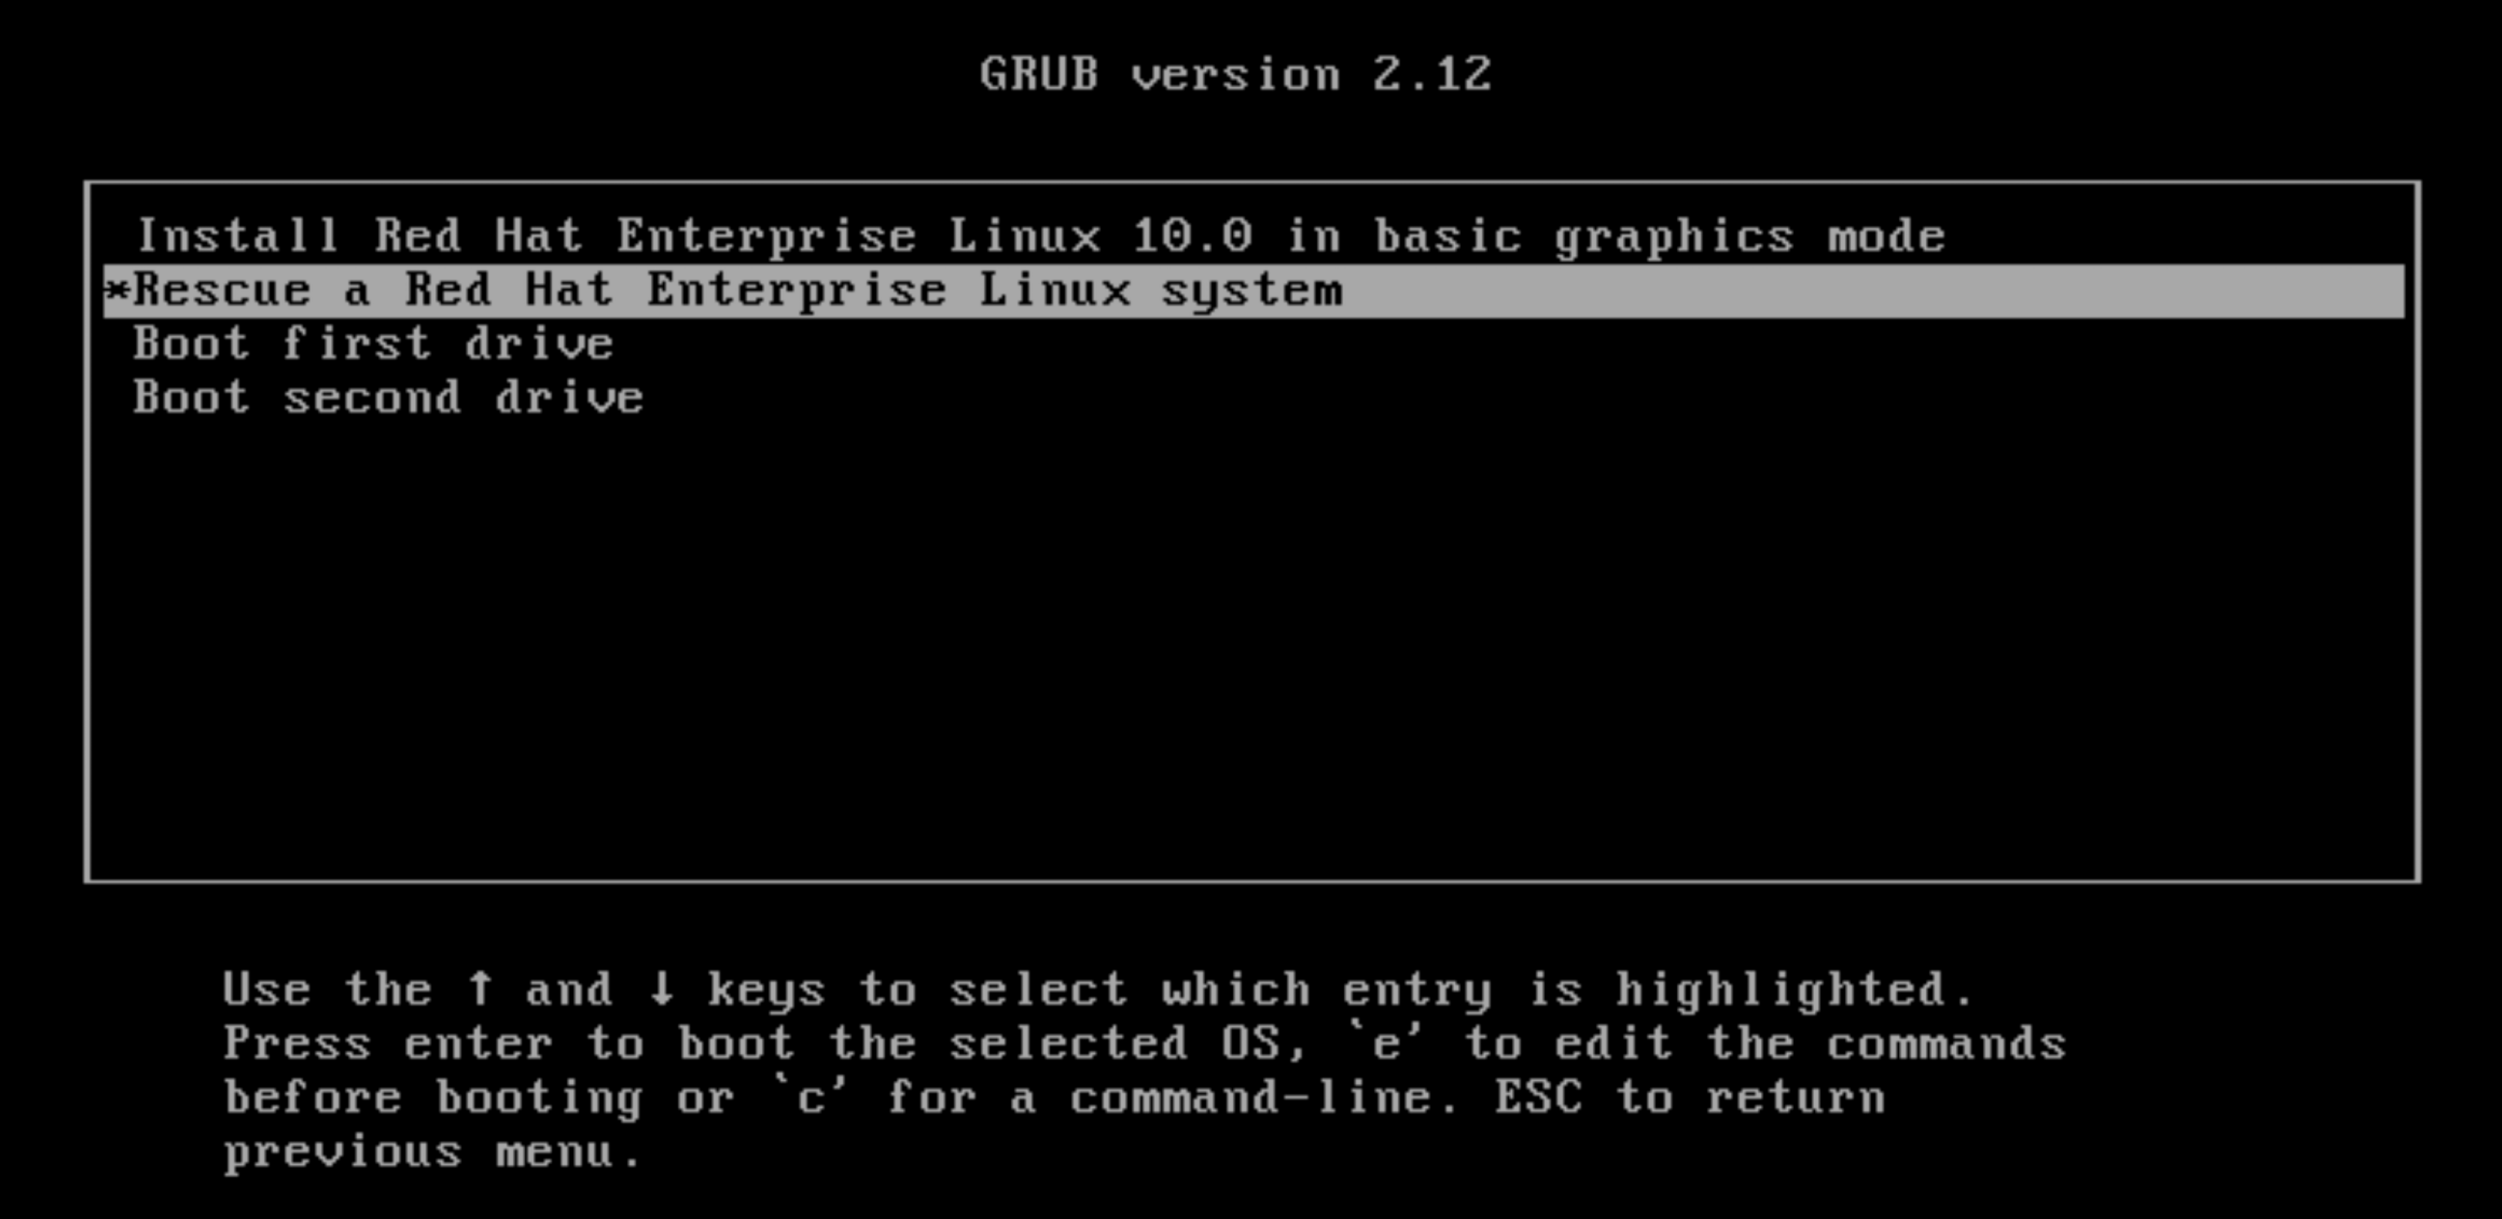 GRUB version 2.12
Install Red Hat Enterprise Linux 10.0 in basic graphics mode
*Rescue a Red Hat Enterprise Linux system
Boot first drive
Boot second drive
Use the ↑ and ↓ keys to select which entry is highlighted.
Press enter to boot the selected OS, `e' to edit the commands
before booting or `c' for a command-line. ESC to return
previous menu.